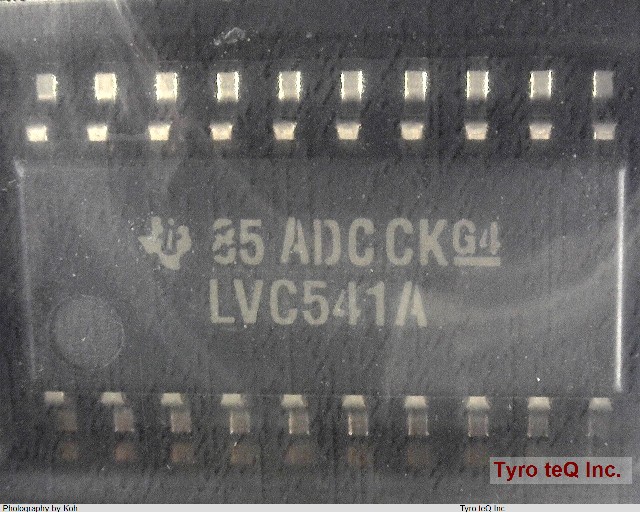 85 ADCCKG4
LVC541A
Tyro teQ Inc.
Photography by Koh
Tyro teQ Inc